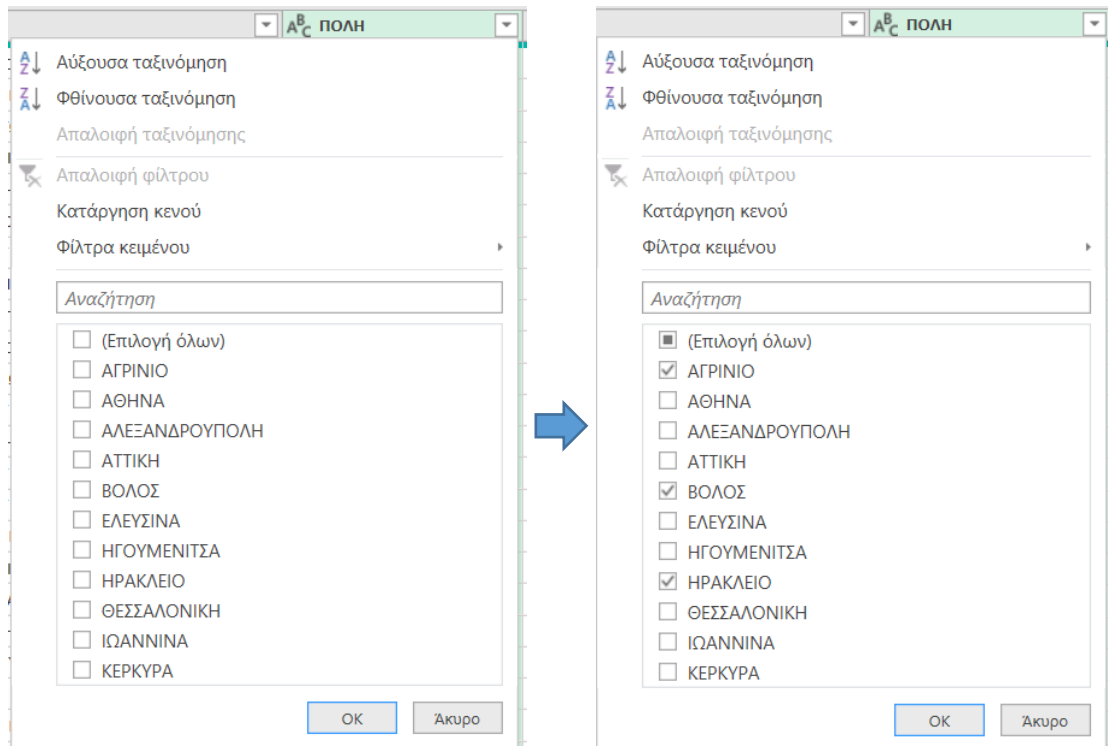 ABC ΠΟΛΗ
Αύξουσα ταξινόμηση
Φθίνουσα ταξινόμηση
Απαλοιφή ταξινόμησης
Απαλοιφή φίλτρου
Κατάργηση κενού
Φίλτρα κειμένου
Αναζήτηση
(Επιλογή όλων)
ΑΓΡΙΝΙΟ
ΑΘΗΝΑ
ΑΛΕΞΑΝΔΡΟΥΠΟΛΗ
ΑΤΤΙΚΗ
ΒΟΛΟΣ
ΕΛΕΥΣΙΝΑ
ΗΓΟΥΜΕΝΙΤΣΑ
ΗΡΑΚΛΕΙΟ
ΘΕΣΣΑΛΟΝΙΚΗ
ΙΩΑΝΝΙΝΑ
ΚΕΡΚΥΡΑ
OK Άκυρο
ABC ΠΟΛΗ
Αύξουσα ταξινόμηση
Φθίνουσα ταξινόμηση
Απαλοιφή ταξινόμησης
Απαλοιφή φίλτρου
Κατάργηση κενού
Φίλτρα κειμένου
Αναζήτηση
(Επιλογή όλων)
ΑΓΡΙΝΙΟ
ΑΘΗΝΑ
ΑΛΕΞΑΝΔΡΟΥΠΟΛΗ
ΑΤΤΙΚΗ
ΒΟΛΟΣ
ΕΛΕΥΣΙΝΑ
ΗΓΟΥΜΕΝΙΤΣΑ
ΗΡΑΚΛΕΙΟ
ΘΕΣΣΑΛΟΝΙΚΗ
ΙΩΑΝΝΙΝΑ
ΚΕΡΚΥΡΑ
OK Άκυρο